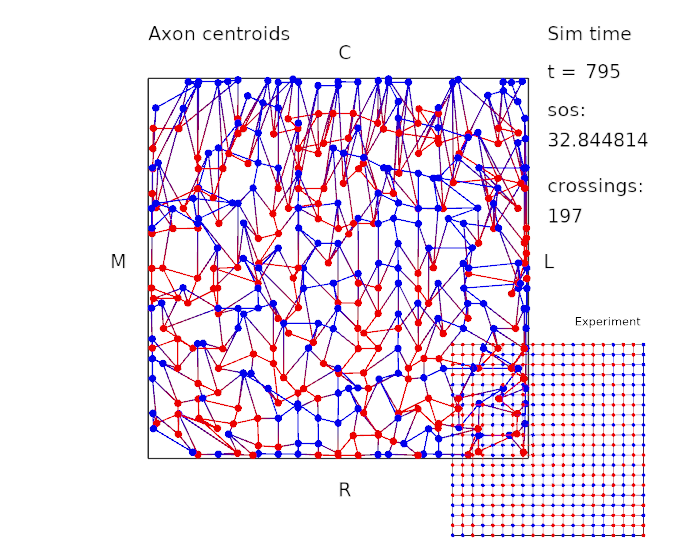 Axon centroids
C
Sim time
t = 795
sos:
32.844814
crossings:
197
M
L
Experiment
R